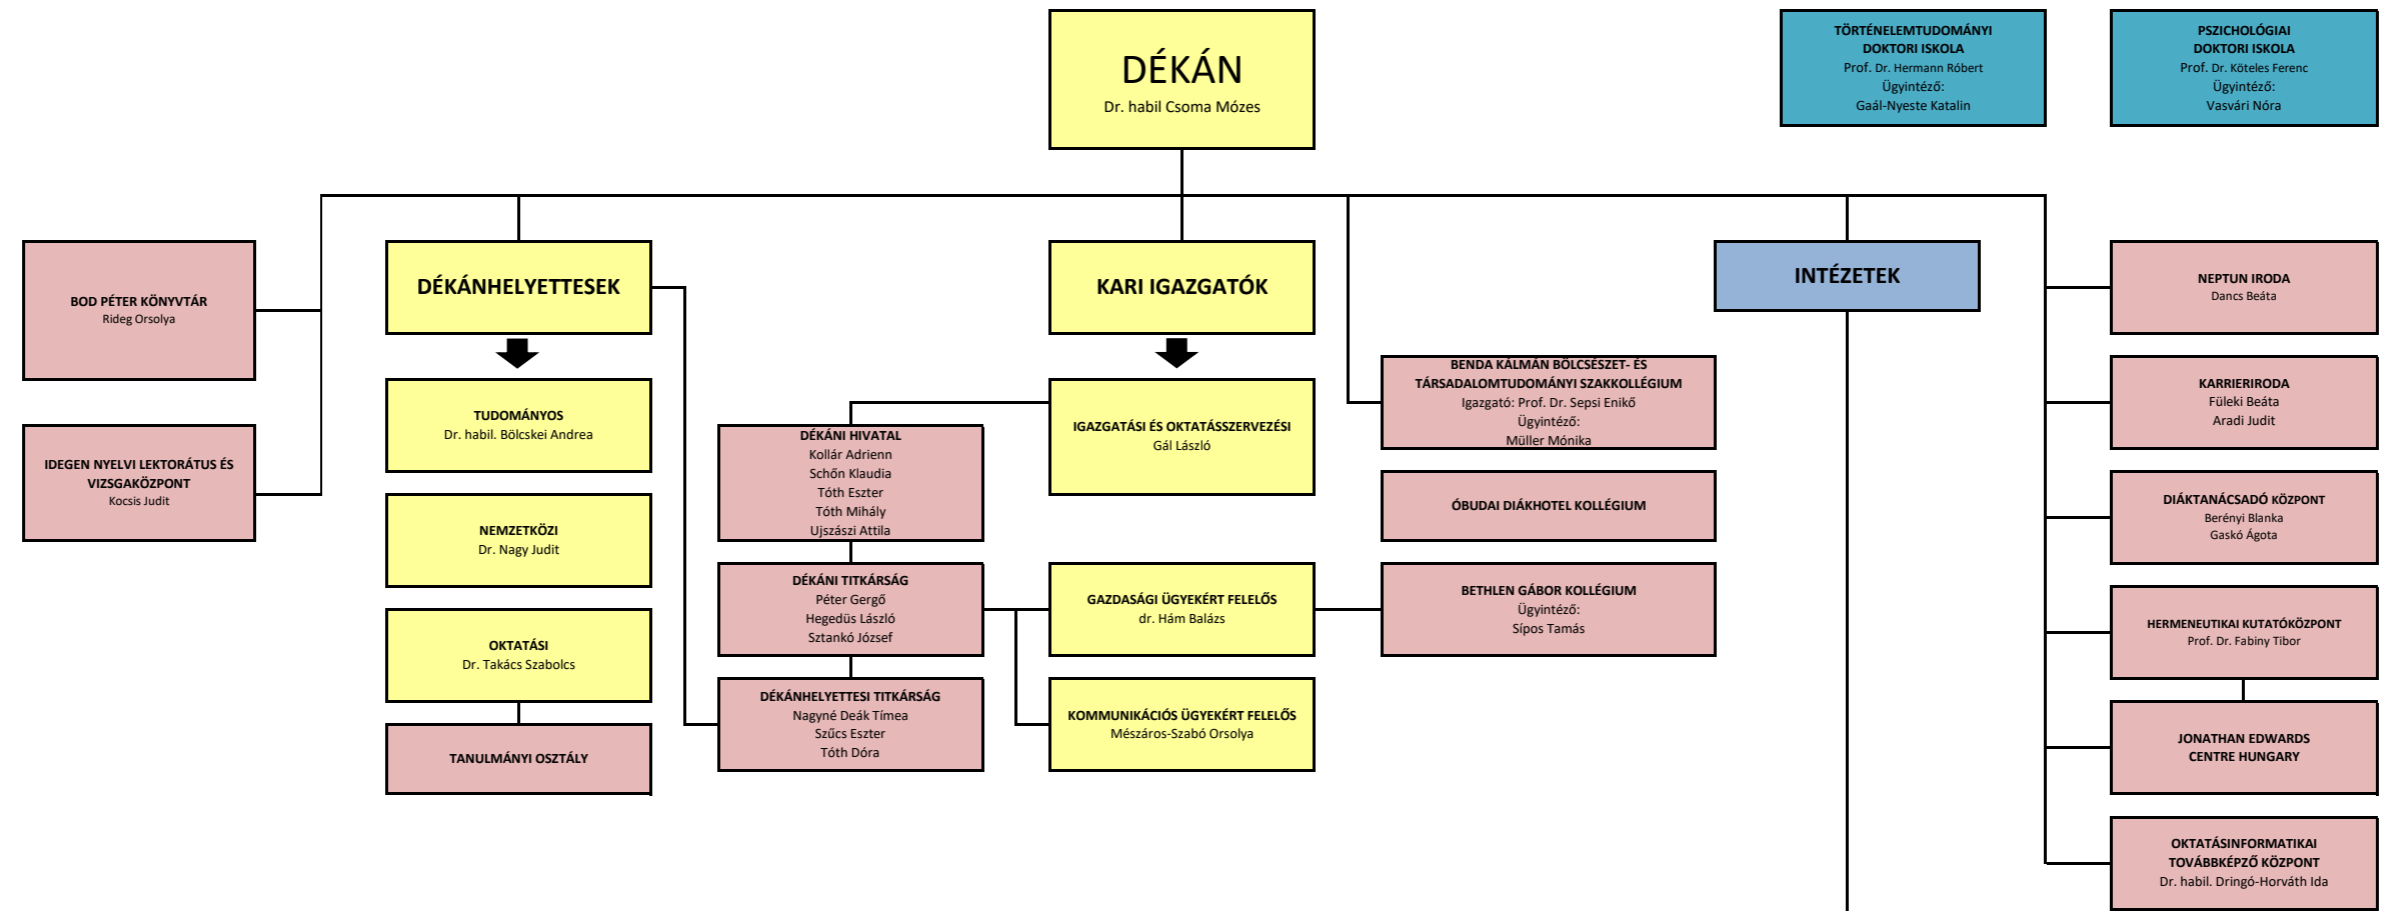 DÉKÁN
Dr. habil Csoma Mózes
TÖRTÉNELEMTUDOMÁNYI
DOKTORI ISKOLA
Prof. Dr. Hermann Róbert
Ügyintéző:
Gaál-Nyeste Katalin
PSZICHOLÓGIAI
DOKTORI ISKOLA
Prof. Dr. Köteles Ferenc
Ügyintéző:
Vasvári Nóra
BOD PÉTER KÖNYVTÁR
Rideg Orsolya
IDEGEN NYELVI LEKTORÁTUS ÉS
VIZSGAKÖZPONT
Kocsis Judit
DÉKÁNHELYETTESEK
TUDOMÁNYOS
Dr. habil. Bölcskei Andrea
NEMZETKÖZI
Dr. Nagy Judit
OKTATÁSI
Dr. Takács Szabolcs
TANULMÁNYI OSZTÁLY
DÉKÁNI HIVATAL
Kollár Adrienn
Schőn Klaudia
Tóth Eszter
Tóth Mihály
Ujszászi Attila
DÉKÁNI TITKÁRSÁG
Péter Gergő
Hegedüs László
Sztankó József
DÉKÁNHELYETTESI TITKÁRSÁG
Nagyné Deák Tímea
Szűcs Eszter
Tóth Dóra
KARI IGAZGATÓK
IGAZGATÁSI ÉS OKTATÁSSZERVEZÉSI
Gál László
GAZDASÁGI ÜGYEKÉRT FELELŐS
dr. Hám Balázs
KOMMUNIKÁCIÓS ÜGYEKÉRT FELELŐS
Mészáros-Szabó Orsolya
BENDA KÁLMÁN BÖLCSÉSZET- ÉS
TÁRSADALOMTUDOMÁNYI SZAKKOLLÉGIUM
Igazgató: Prof. Dr. Sepsi Enikő
Ügyintéző:
Müller Mónika
ÓBUDAI DIÁKHOTEL KOLLÉGIUM
BETHLEN GÁBOR KOLLÉGIUM
Ügyintéző:
Sípos Tamás
INTÉZETEK
NEPTUN IRODA
Dancs Beáta
KARRIERIRODA
Füleki Beáta
Aradi Judit
DIÁKTANÁCSADÓ KÖZPONT
Berényi Blanka
Gaskó Ágota
HERMENEUTIKAI KUTATÓKÖZPONT
Prof. Dr. Fabiny Tibor
JONATHAN EDWARDS
CENTRE HUNGARY
OKTATÁSINFORMATIKAI
TOVÁBBKÉPZŐ KÖZPONT
Dr. habil. Dringó-Horváth Ida